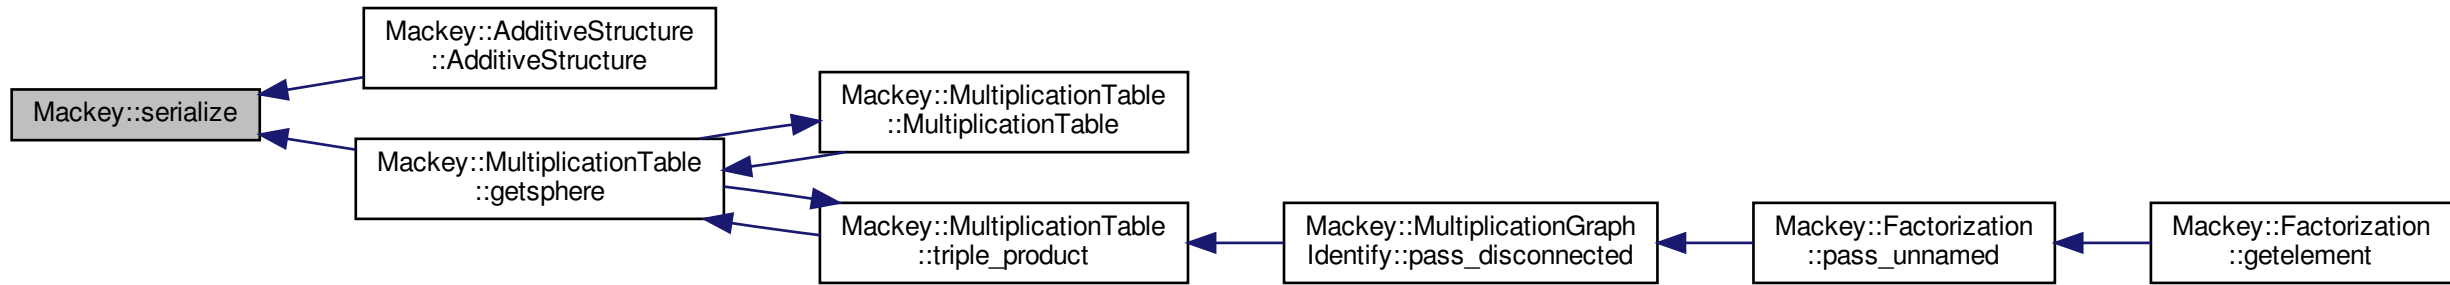 Mackey::serialize
Mackey::AdditiveStructure
::AdditiveStructure
Mackey::MultiplicationTable
::getsphere
Mackey::MultiplicationTable
::MultiplicationTable
Mackey::MultiplicationTable
::triple_product
Mackey::MultiplicationGraph
Identify::pass_disconnected
Mackey::Factorization
::pass_unnamed
Mackey::Factorization
::getelement